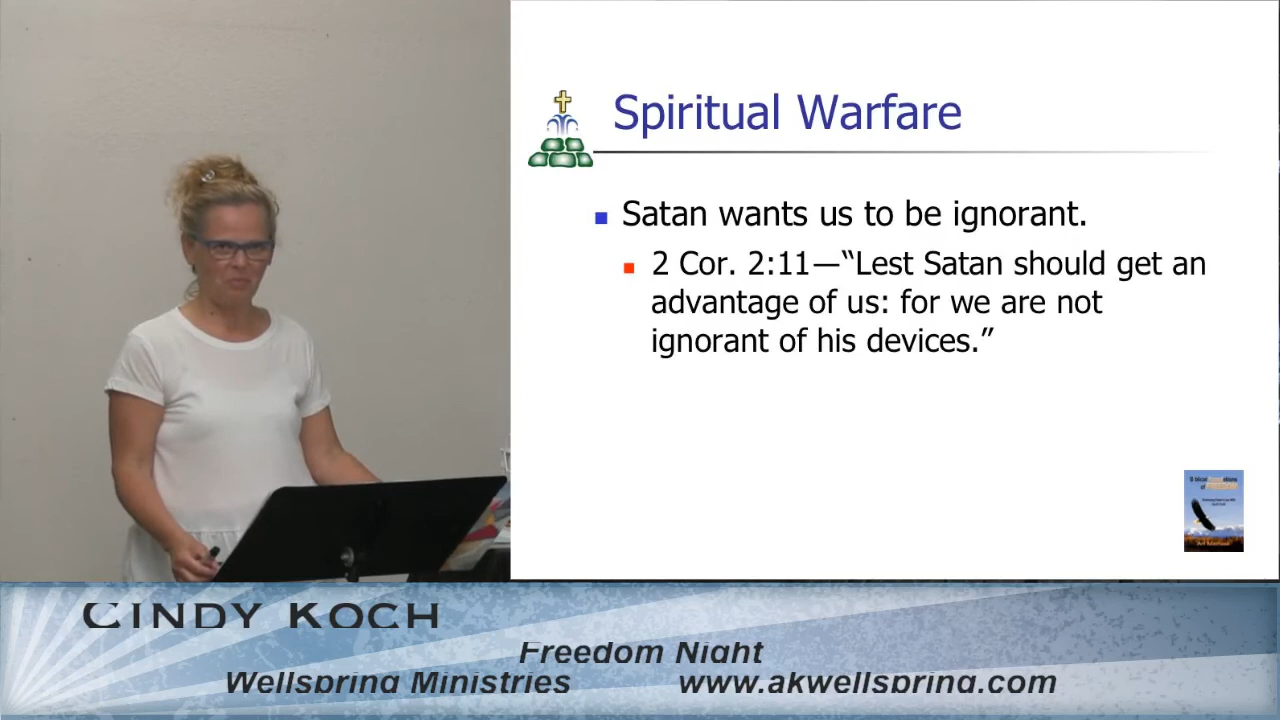 Spiritual Warfare
Satan wants us to be ignorant.
2 Cor. 2:11—“Lest Satan should get an
advantage of us: for we are not
ignorant of his devices.”
of
CINDY KOCH
Freedom Night
Wellspring Ministries www.akwellspring.com